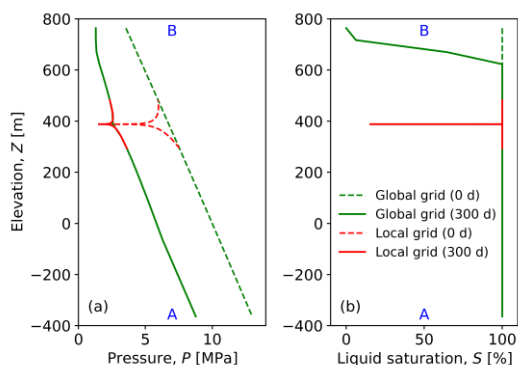 800
600
400
200
0
−200
−400
Elevation, Z [m]
B
(a)
A
0
5
10
Pressure, P [MPa]
800
600
400
200
0
−200
−400
B
Global grid (0 d)
Global grid (300 d)
Local grid (0 d)
Local grid (300 d)
(b)
A
0
50
100
Liquid saturation, S [%]